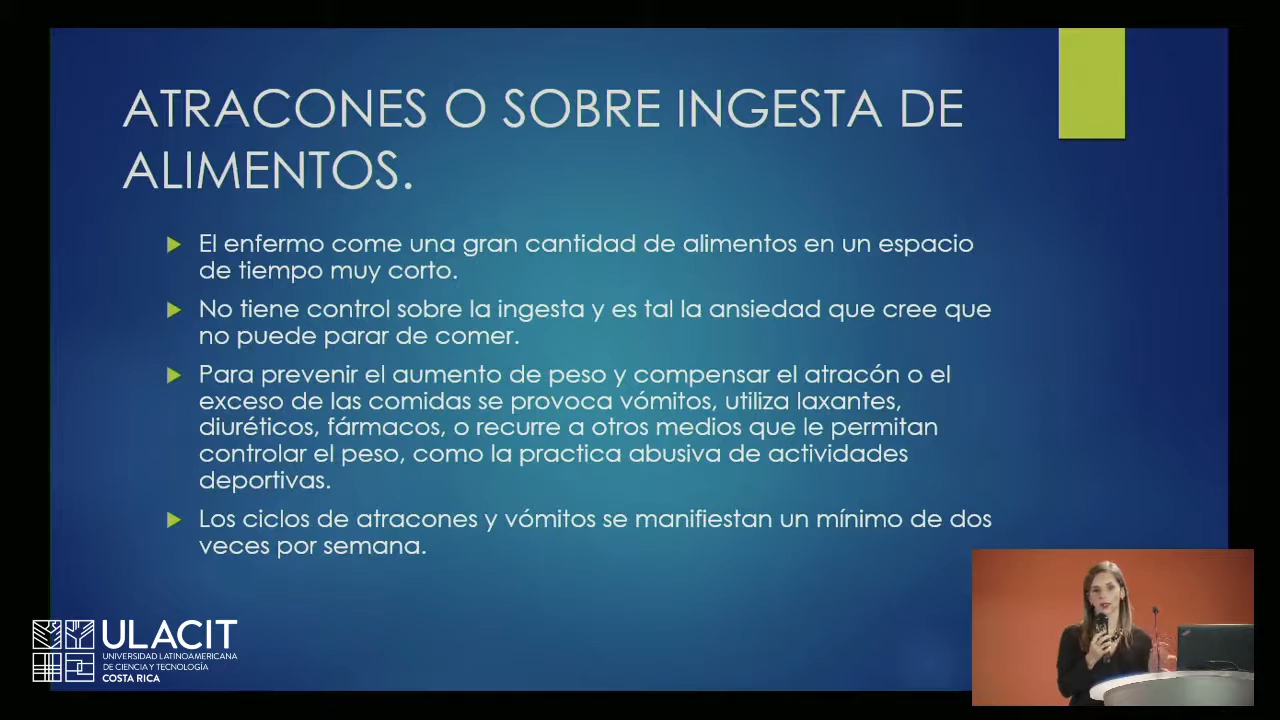 ATRACONES O SOBRE INGESTA DE
ALIMENTOS.
El enfermo come una gran cantidad de alimentos en un espacio
de tiempo muy corto.
No tiene control sobre la ingesta y es tal la ansiedad que cree que
no puede parar de comer.
Para prevenir el aumento de peso y compensar el atracón o el
exceso de las comidas se provoca vómitos, utiliza laxantes,
diuréticos, fármacos, o recurre a otros medios que le permitan
controlar el peso, como la practica abusiva de actividades
deportivas.
Los ciclos de atracones y vómitos se manifiestan un mínimo de dos
veces por semana.
ULACIT
UNIVERSIDAD LATINOAMERICANA
DE CIENCIA Y TECNOLOGÍA
COSTA RICA